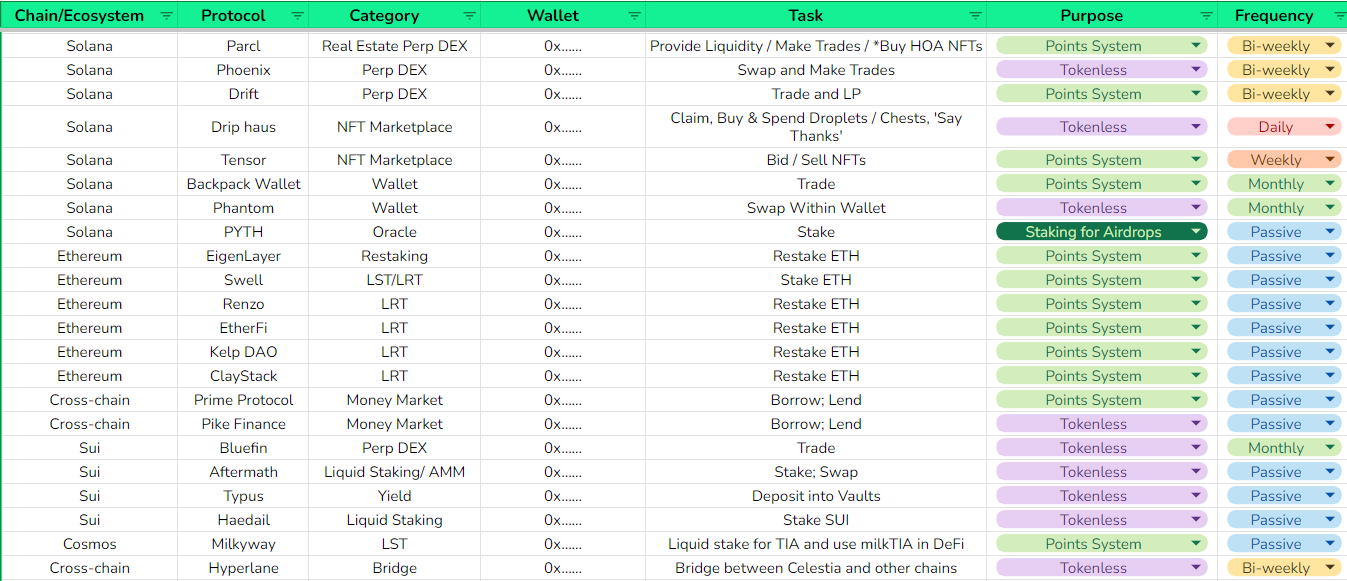 Chain/Ecosystem Protocol Category Wallet Task Purpose Frequency
Solana Parcl Real Estate Perp DEX 0x...... Provide Liquidity / Make Trades / *Buy HOA NFTs Points System Bi-weekly
Solana Phoenix Perp DEX 0x...... Swap and Make Trades Tokenless Bi-weekly
Solana Drift Perp DEX 0x...... Trade and LP Points System Bi-weekly
Solana Drip haus NFT Marketplace 0x...... Claim, Buy & Spend Droplets / Chests, 'Say
Thanks' Tokenless Daily
Solana Tensor NFT Marketplace 0x...... Bid / Sell NFTs Points System Weekly
Solana Backpack Wallet Wallet 0x...... Trade Points System Monthly
Solana Phantom Wallet 0x...... Swap Within Wallet Tokenless Monthly
Solana PYTH Oracle 0x...... Stake Staking for Airdrops Passive
Ethereum EigenLayer Restaking 0x...... Restake ETH Points System Passive
Ethereum Swell LST/LRT 0x...... Stake ETH Points System Passive
Ethereum Renzo LRT 0x...... Restake ETH Points System Passive
Ethereum EtherFi LRT 0x...... Restake ETH Points System Passive
Ethereum Kelp DAO LRT 0x...... Restake ETH Points System Passive
Ethereum ClayStack LRT 0x...... Restake ETH Points System Passive
Cross-chain Prime Protocol Money Market 0x...... Borrow; Lend Points System Passive
Cross-chain Pike Finance Money Market 0x...... Borrow; Lend Tokenless Passive
Sui Bluefin Perp DEX 0x...... Trade Tokenless Monthly
Sui Aftermath Liquid Staking/ AMM 0x...... Stake; Swap Tokenless Passive
Sui Typus Yield 0x...... Deposit into Vaults Tokenless Passive
Sui Haedail Liquid Staking 0x...... Stake SUI Tokenless Passive
Cosmos Milkyway LST 0x...... Liquid stake for TIA and use milkTIA in DeFi Points System Passive
Cross-chain Hyperlane Bridge 0x...... Bridge between Celestia and other chains Tokenless Bi-weekly